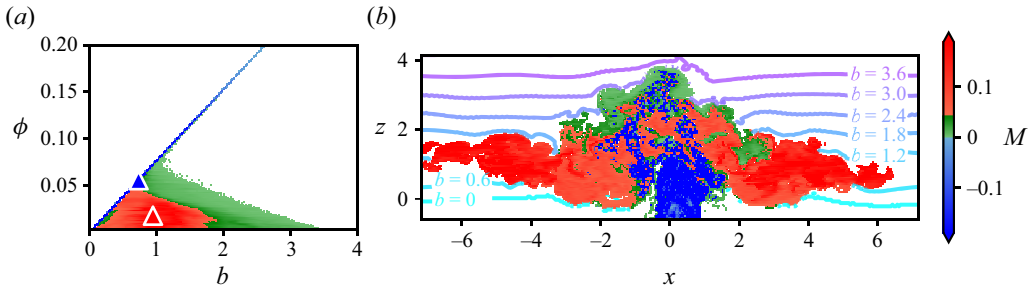 (a)
0.20
0.15
ϕ
0.10
0.05
0
1
2
3
4
b
(b)
4
z
2
0
b = 3.6
b = 3.0
b = 2.4
b = 1.8
b = 1.2
b = 0.6
b = 0
−6
−4
−2
0
2
4
6
x
0.1
0
−0.1
M